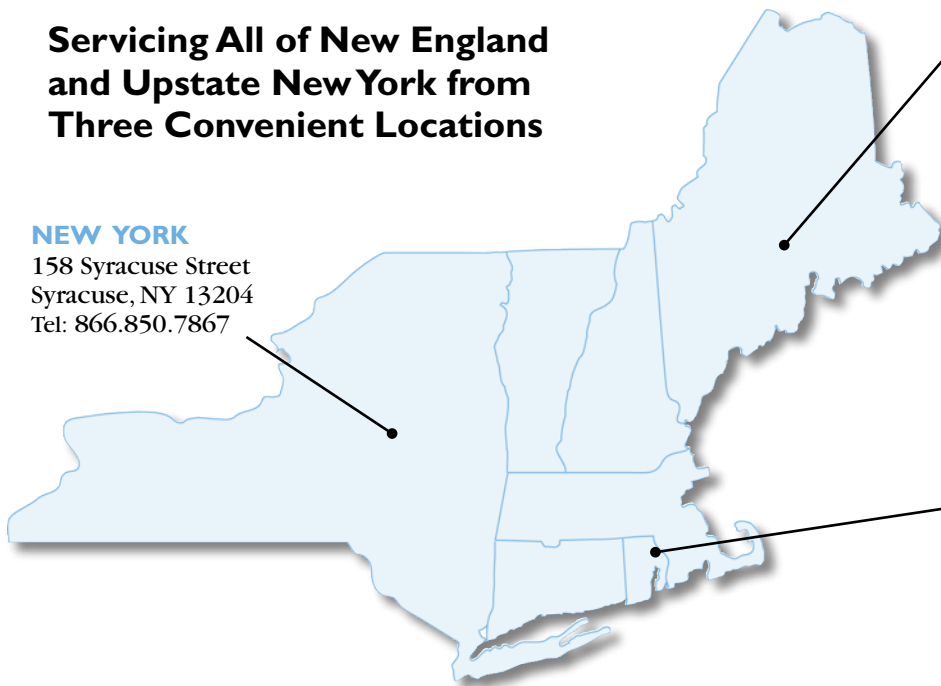 Servicing All of New England
and Upstate New York from
Three Convenient Locations
NEW YORK
158 Syracuse Street
Syracuse, NY 13204
Tel: 866.850.7867